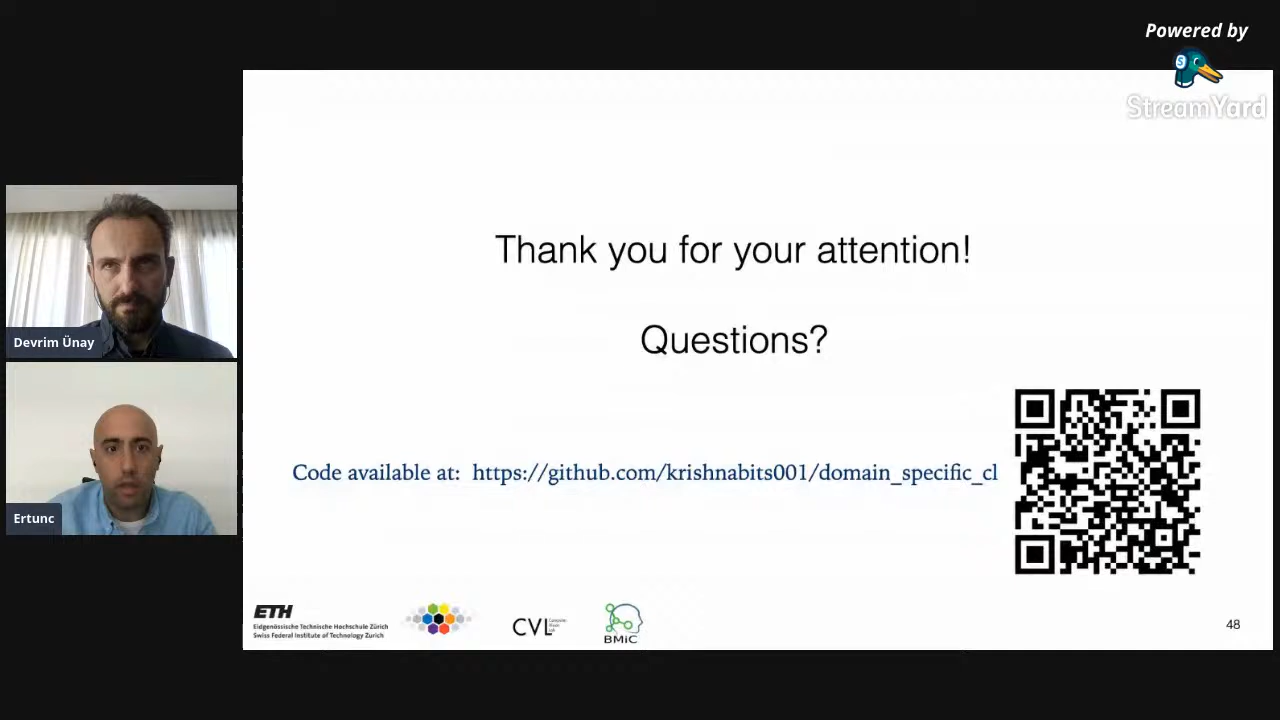 Powered by
StreamYard
Thank you for your attention!
Questions?
Code available at: https://github.com/krishnabits001/domain_specific_cl
Devrim Ünay
Ertunc
ETH
Eidgenössische Technische Hochschule Zürich
Swiss Federal Institute of Technology Zurich
CVL
BMiC
48